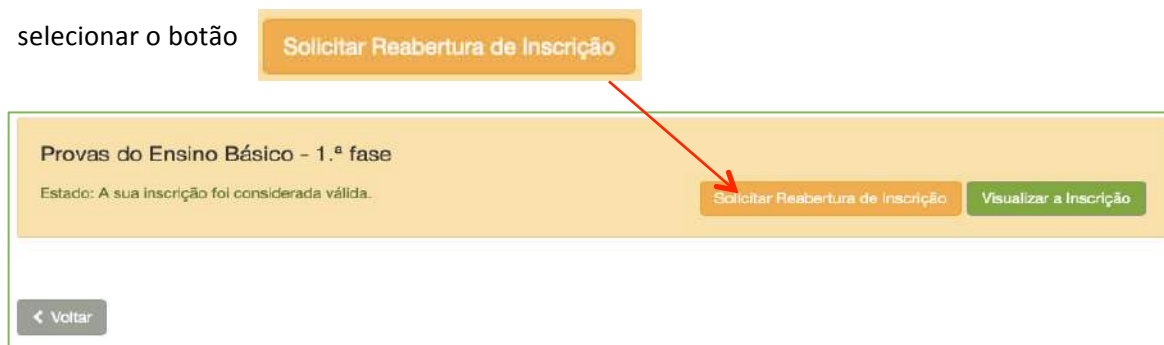 selecionar o botão Solicitar Reabertura de Inscrição
Provas do Ensino Básico - 1.ª fase
Estado: A sua inscrição foi considerada válida.
Solicitar Reabertura de Inscrição Visualizar a Inscrição
Voltar